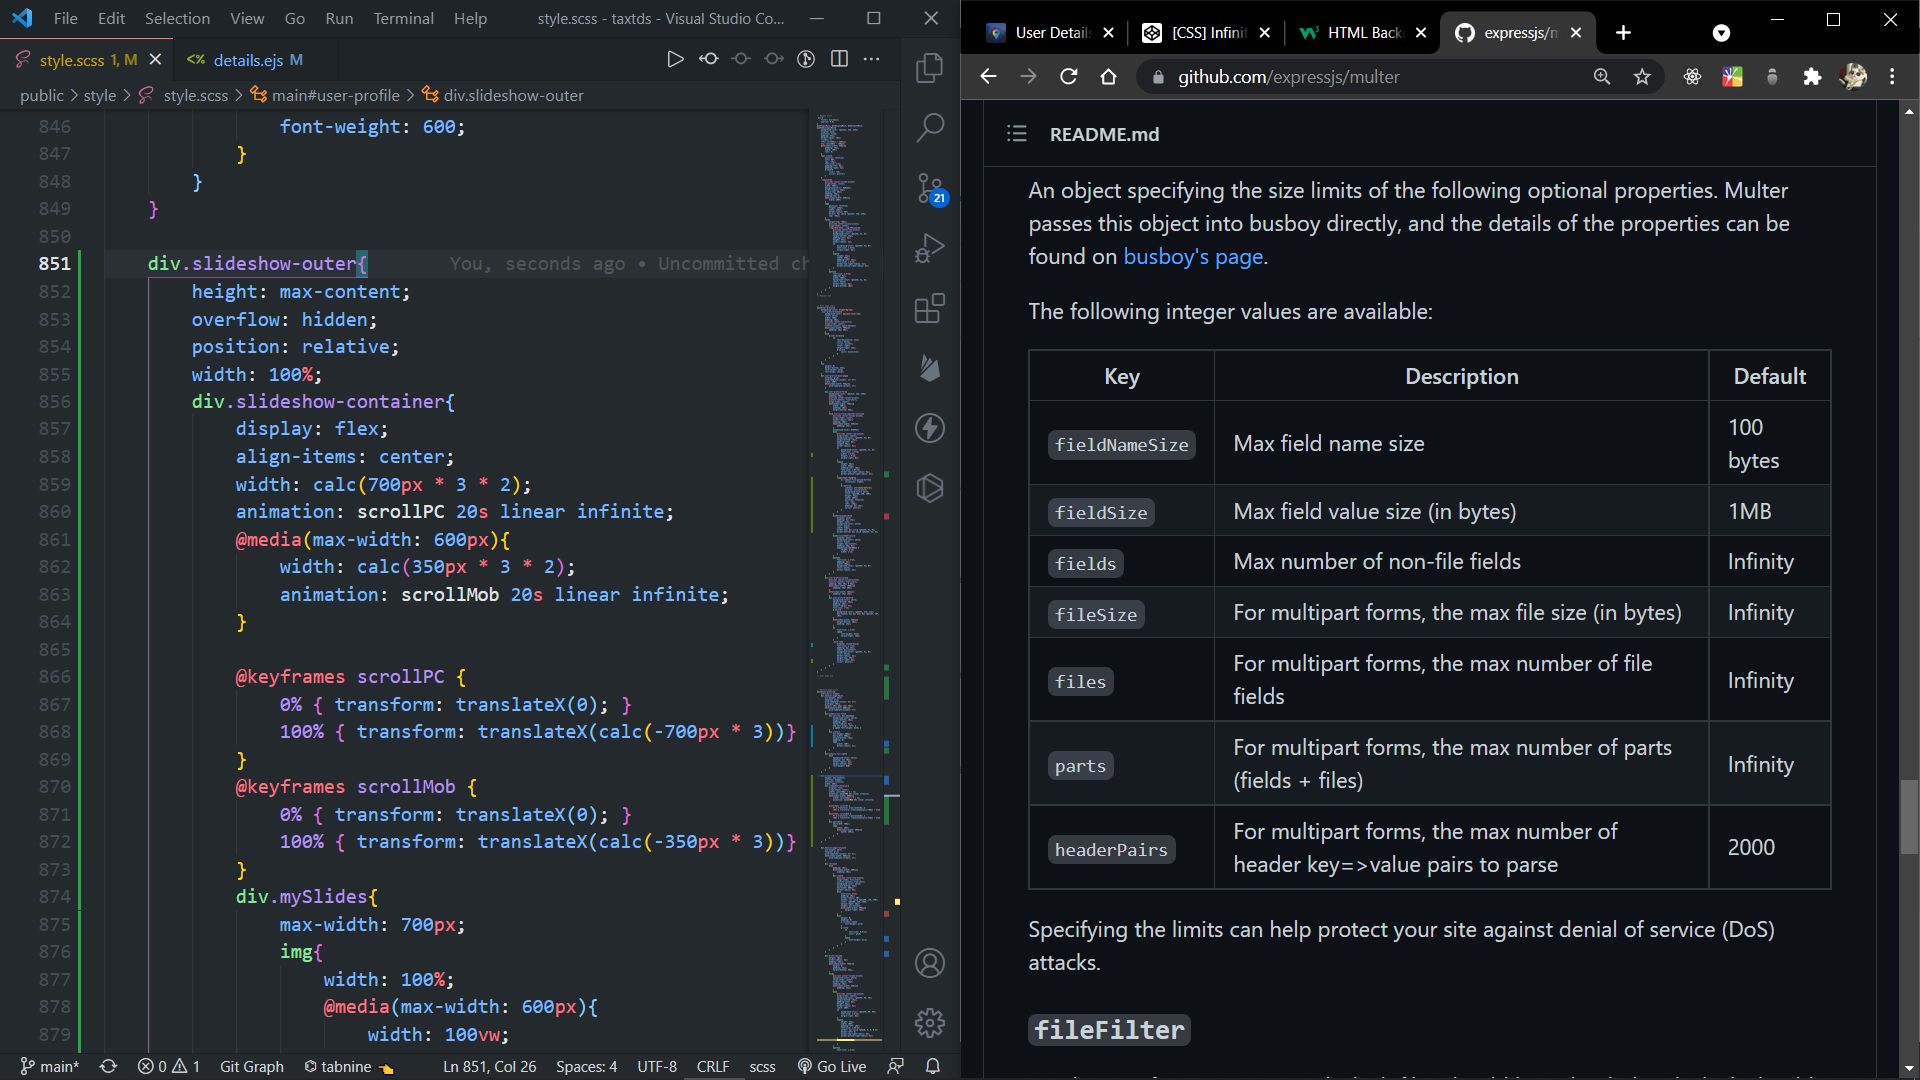 File Edit Selection View Go Run Terminal Help
style.scss - taxtds - Visual Studio Co...
style.scss 1, M
<% details.ejs M
public > style > style.scss > main#user-profile > div.slideshow-outer
846 font-weight: 600;
847 }
848 }
849 }
850
851 div.slideshow-outer{ You, seconds ago • Uncommitted ch
852 height: max-content;
853 overflow: hidden;
854 position: relative;
855 width: 100%;
856 div.slideshow-container{
857 display: flex;
858 align-items: center;
859 width: calc(700px * 3 * 2);
860 animation: scrollPC 20s linear infinite;
861 @media(max-width: 600px){
862 width: calc(350px * 3 * 2);
863 animation: scrollMob 20s linear infinite;
864 }
865
866 @keyframes scrollPC {
867 0% { transform: translateX(0); }
868 100% { transform: translateX(calc(-700px * 3))}
869 }
870 @keyframes scrollMob {
871 0% { transform: translateX(0); }
872 100% { transform: translateX(calc(-350px * 3))}
873 }
874 div.mySlides{
875 max-width: 700px;
876 img{
877 width: 100%;
878 @media(max-width: 600px){
879 width: 100vw;
21
main* 0 1 Git Graph tabnine Ln 851, Col 26 Spaces: 4 UTF-8 CRLF scss Go Live
User Details
[CSS] Infinit
HTML Back
expressjs/m
github.com/expressjs/multer
README.md
An object specifying the size limits of the following optional properties. Multer
passes this object into busboy directly, and the details of the properties can be
found on busboy's page.
The following integer values are available:
Key Description Default
fieldNameSize Max field name size 100
bytes
fieldSize Max field value size (in bytes) 1MB
fields Max number of non-file fields Infinity
fileSize For multipart forms, the max file size (in bytes) Infinity
files For multipart forms, the max number of file
fields Infinity
parts For multipart forms, the max number of parts
(fields + files) Infinity
headerPairs For multipart forms, the max number of
header key=>value pairs to parse 2000
Specifying the limits can help protect your site against denial of service (DoS)
attacks.
fileFilter